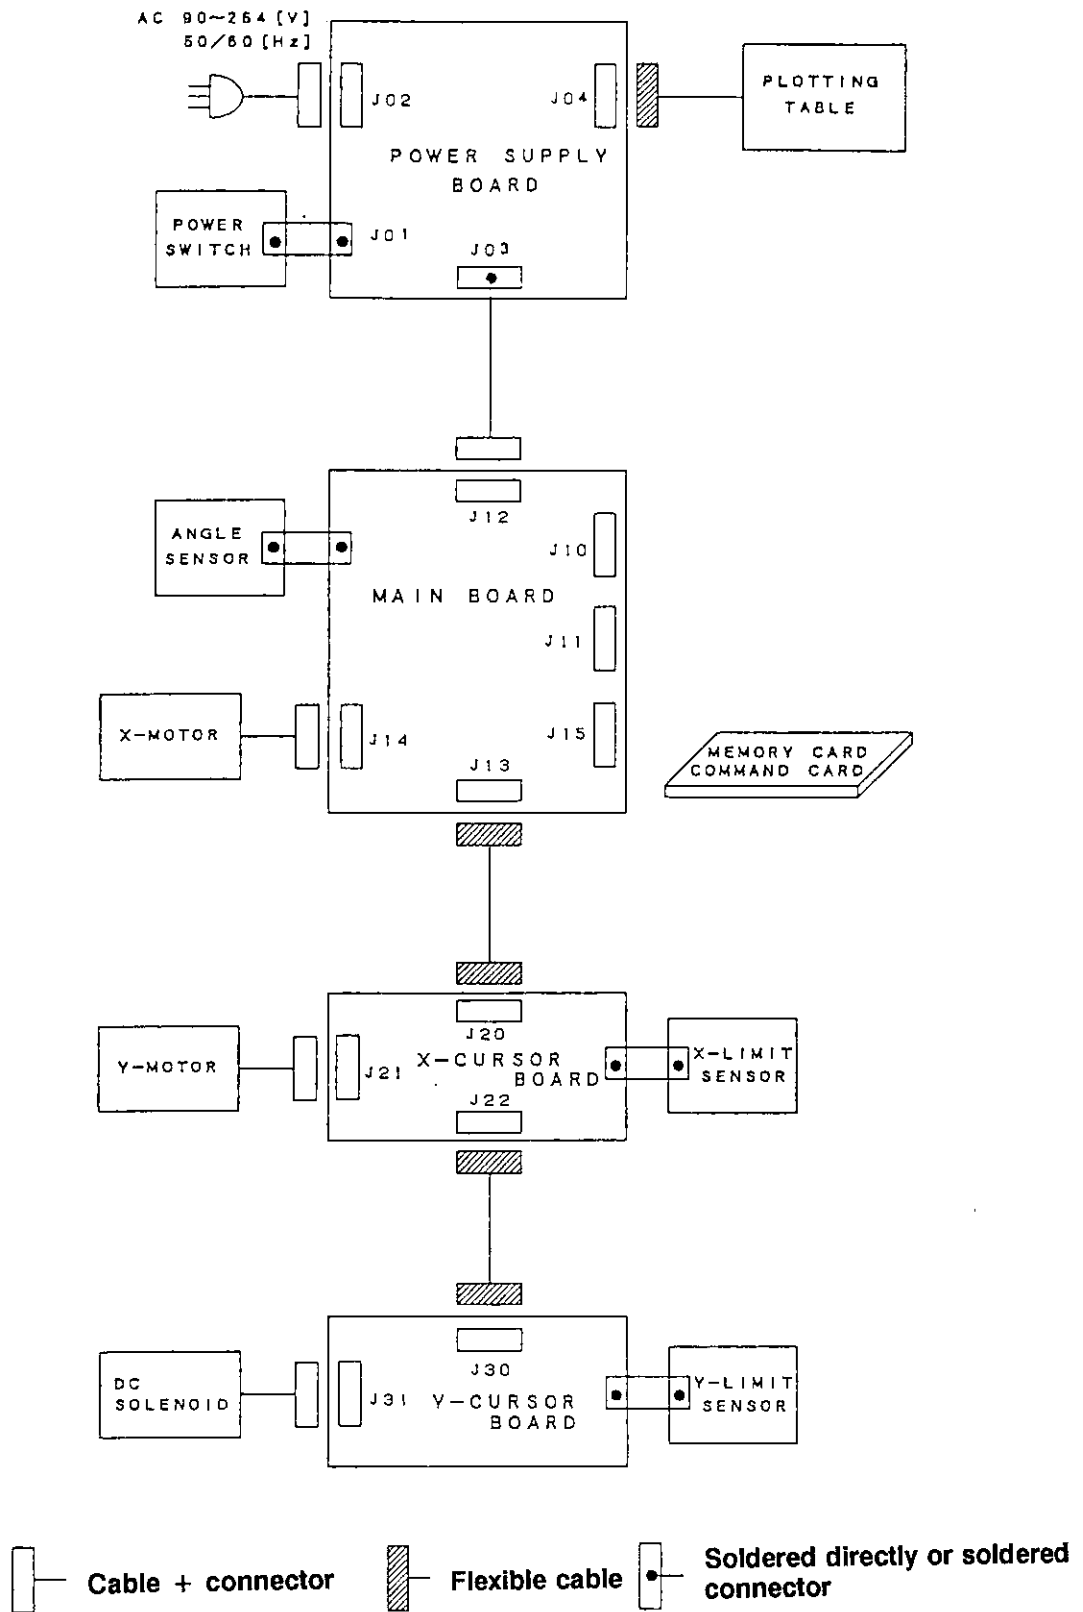 AC 90~264[V]
50/60[Hz]
J02
J04
PLOTTING
TABLE
POWER SUPPLY
BOARD
POWER
SWITCH
J01
J03
J12
ANGLE
SENSOR
J10
MAIN BOARD
J11
X-MOTOR
J14
J15
J13
MEMORY CARD
COMMAND CARD
J20
Y-MOTOR
J21
X-CURSOR
BOARD
X-LIMIT
SENSOR
J22
J30
DC
SOLENOID
J31
Y-CURSOR
BOARD
Y-LIMIT
SENSOR
Cable + connector
Flexible cable
Soldered directly or soldered
connector